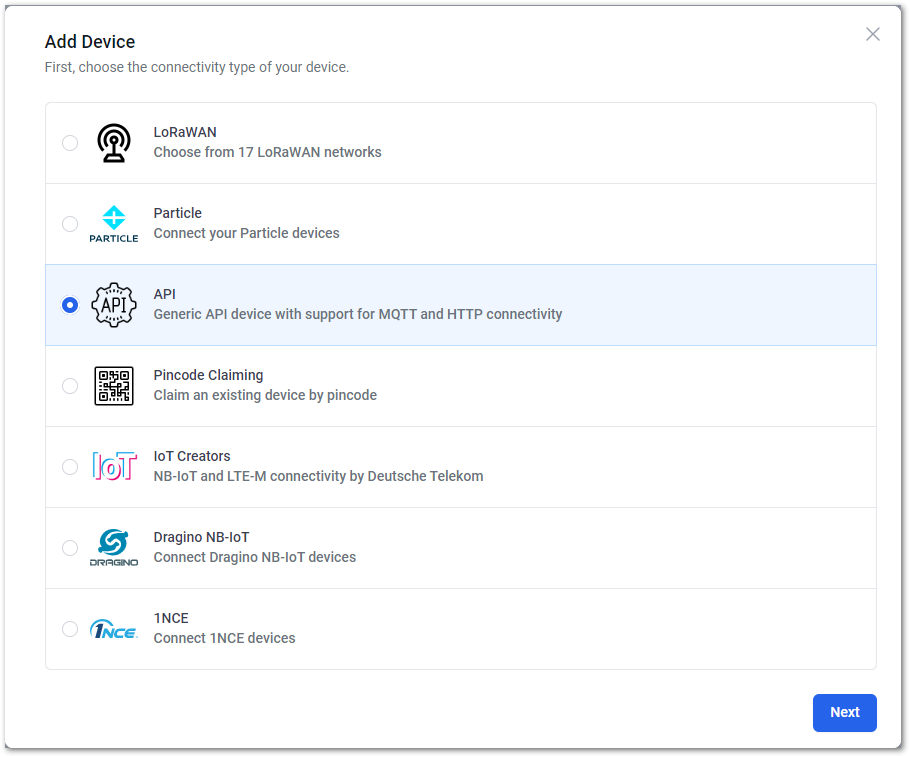 Add Device
First, choose the connectivity type of your device.
LoRaWAN
Choose from 17 LoRaWAN networks
PARTICLE
Particle
Connect your Particle devices
API
API
Generic API device with support for MQTT and HTTP connectivity
Pincode Claiming
Claim an existing device by pincode
IoT
IoT Creators
NB-IoT and LTE-M connectivity by Deutsche Telekom
DRAGINO
Dragino NB-IoT
Connect Dragino NB-IoT devices
1NCE
1NCE
Connect 1NCE devices
Next